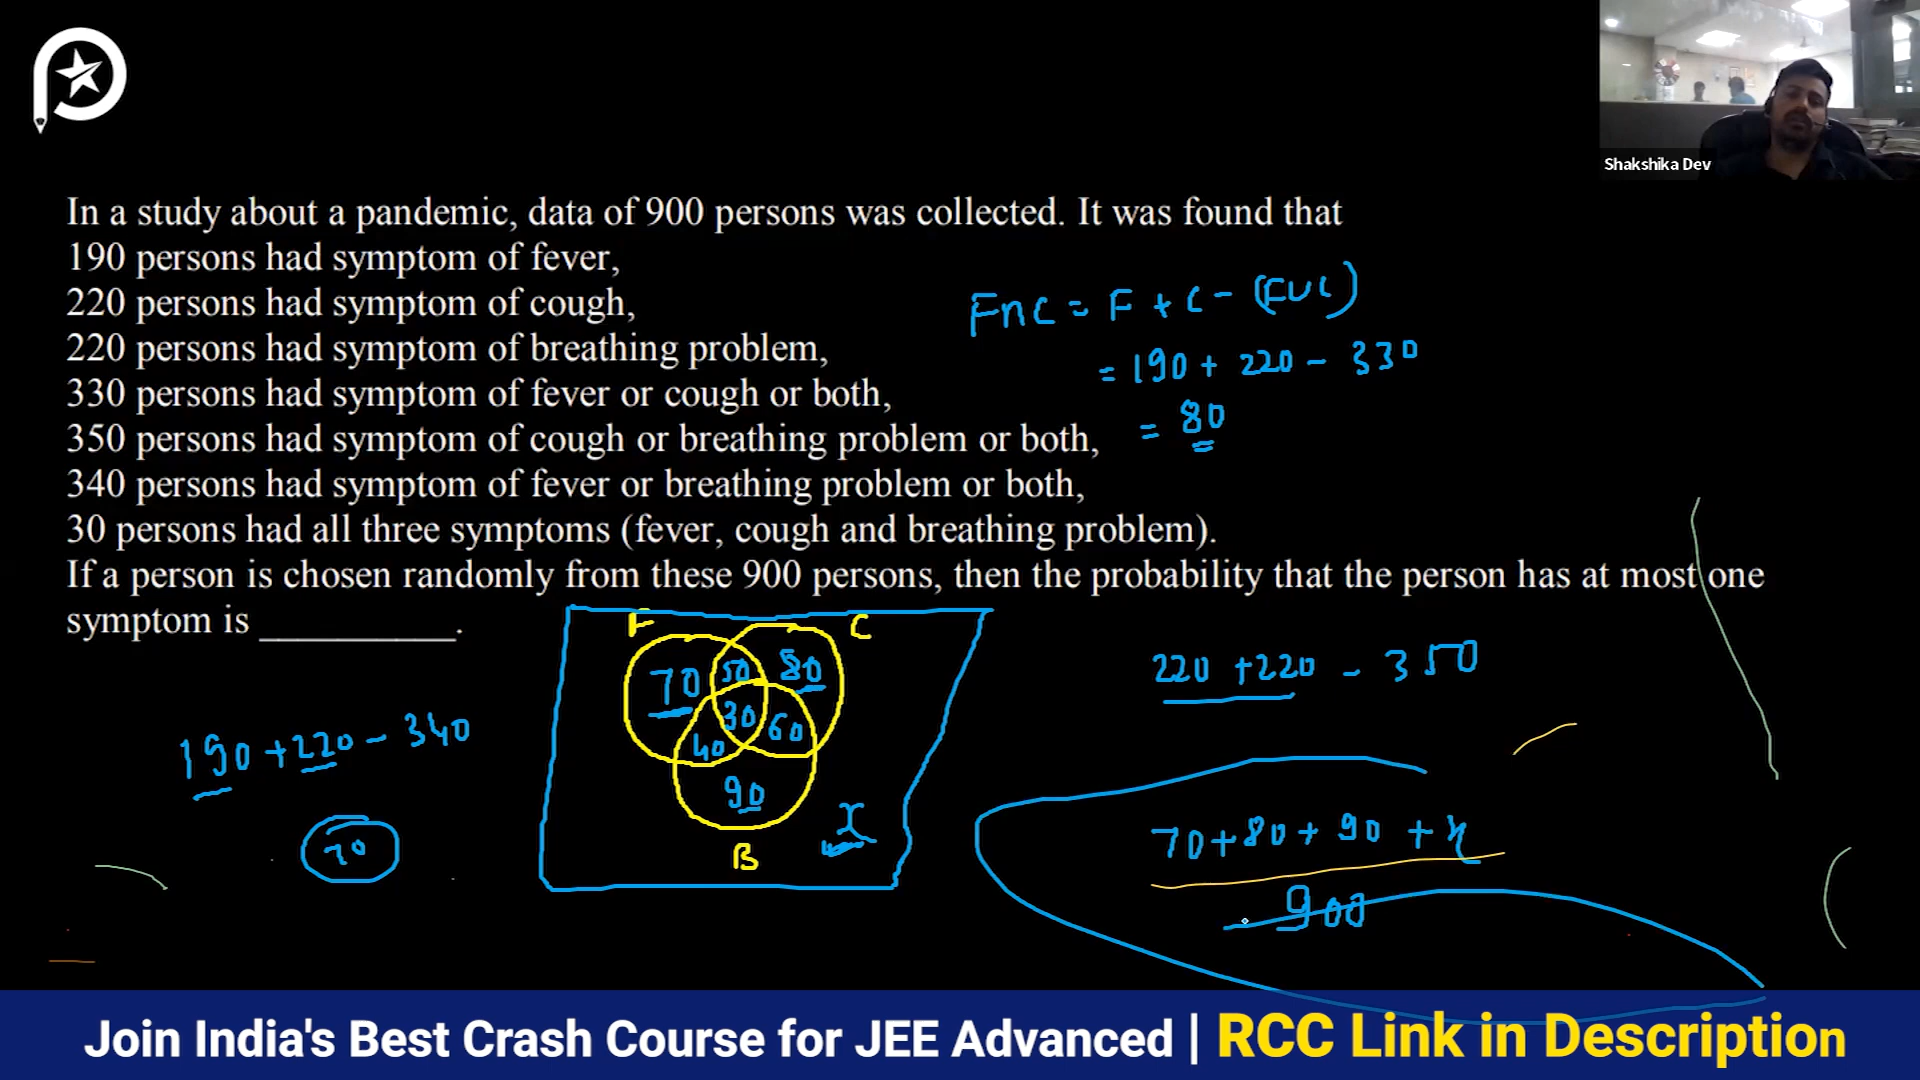 Shakshika Dev
In a study about a pandemic, data of 900 persons was collected. It was found that
190 persons had symptom of fever,
220 persons had symptom of cough,
220 persons had symptom of breathing problem,
330 persons had symptom of fever or cough or both,
350 persons had symptom of cough or breathing problem or both,
340 persons had symptom of fever or breathing problem or both,
30 persons had all three symptoms (fever, cough and breathing problem).
If a person is chosen randomly from these 900 persons, then the probability that the person has at most one
symptom is __________.
F∩C = F + C - (F∪C)
= 190 + 220 - 330
= 80
190 + 220 - 340
70
F
C
70
50
80
30
60
40
90
B
x
220 + 220 - 350
70 + 80 + 90 + x
900
Join India's Best Crash Course for JEE Advanced | RCC Link in Description